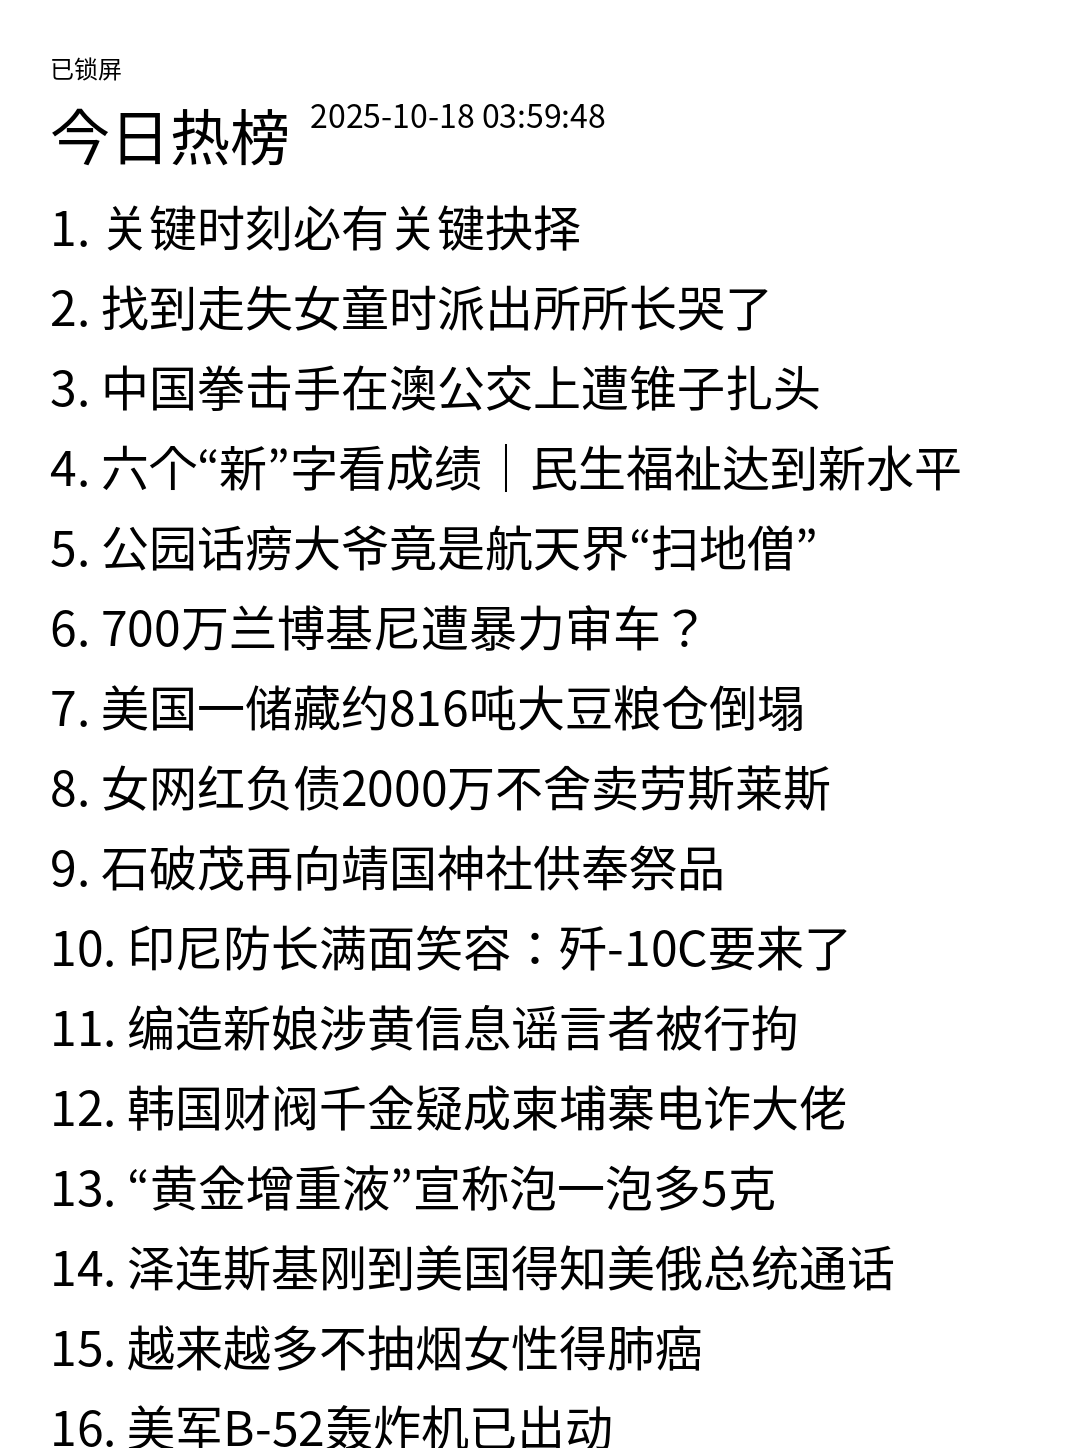 已锁屏
今日热榜 2025-10-18 03:59:48
1. 关键时刻必有关键抉择
2. 找到走失女童时派出所所长哭了
3. 中国拳击手在澳公交上遭锥子扎头
4. 六个“新”字看成绩｜民生福祉达到新水平
5. 公园话痨大爷竟是航天界“扫地僧”
6. 700万兰博基尼遭暴力审车？
7. 美国一储藏约816吨大豆粮仓倒塌
8. 女网红负债2000万不舍卖劳斯莱斯
9. 石破茂再向靖国神社供奉祭品
10. 印尼防长满面笑容：歼-10C要来了
11. 编造新娘涉黄信息谣言者被行拘
12. 韩国财阀千金疑成柬埔寨电诈大佬
13. “黄金增重液”宣称泡一泡多5克
14. 泽连斯基刚到美国得知美俄总统通话
15. 越来越多不抽烟女性得肺癌
16. 美军B-52轰炸机已出动